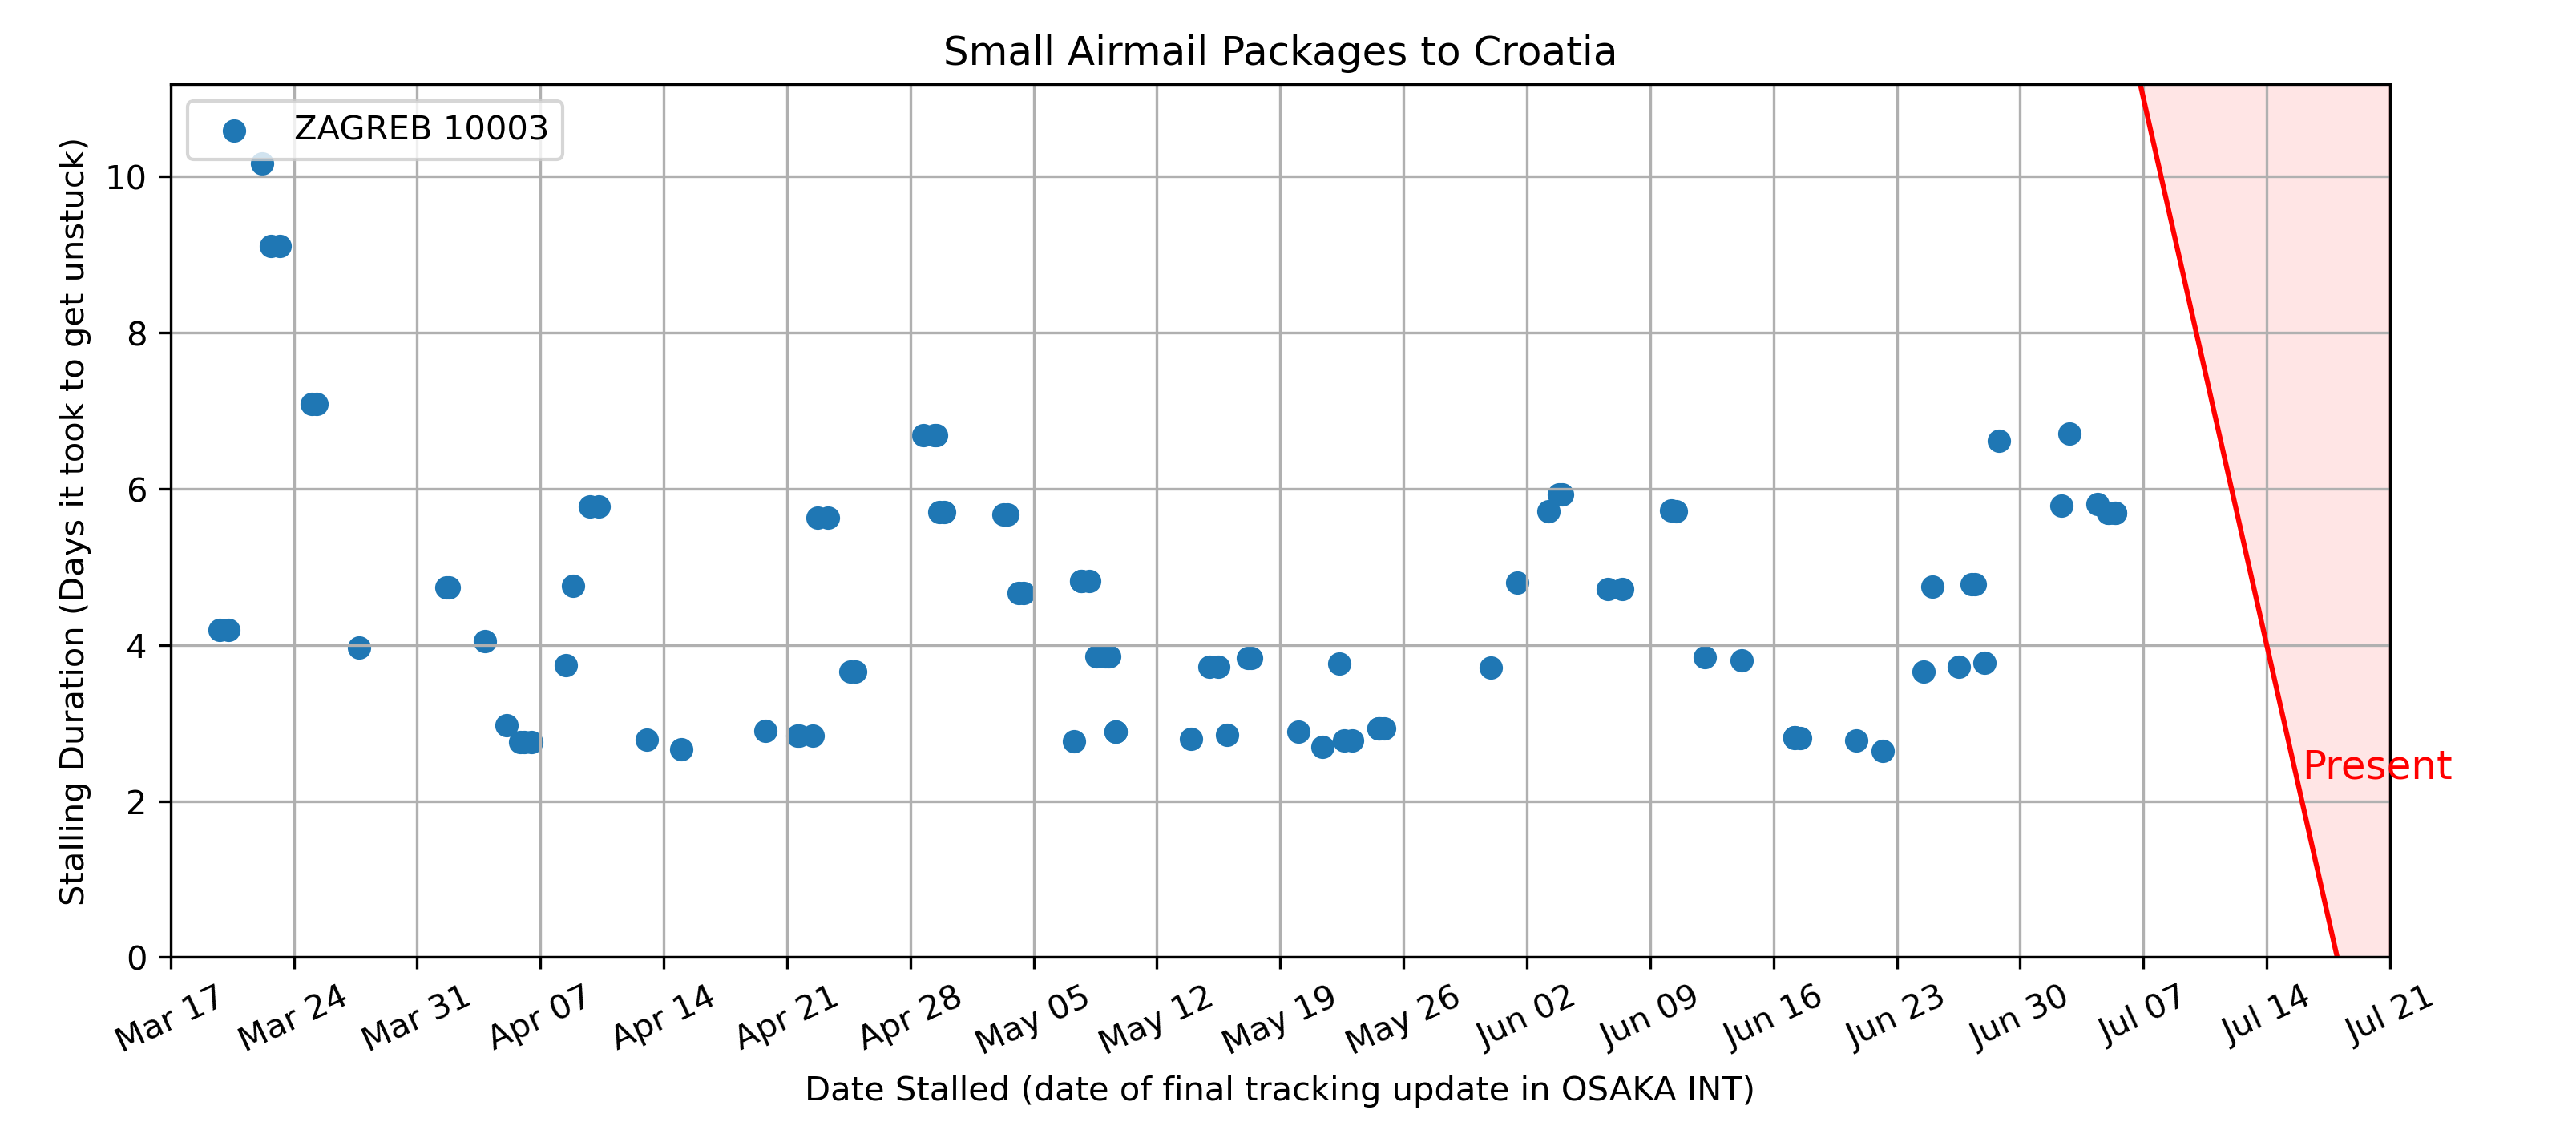 Small Airmail Packages to Croatia
ZAGREB 10003
Stalling Duration (Days it took to get unstuck)
10
8
6
4
2
0
Present
Mar 17
Mar 24
Mar 31
Apr 07
Apr 14
Apr 21
Apr 28
May 05
May 12
May 19
May 26
Jun 02
Jun 09
Jun 16
Jun 23
Jun 30
Jul 07
Jul 14
Jul 21
Date Stalled (date of final tracking update in OSAKA INT)